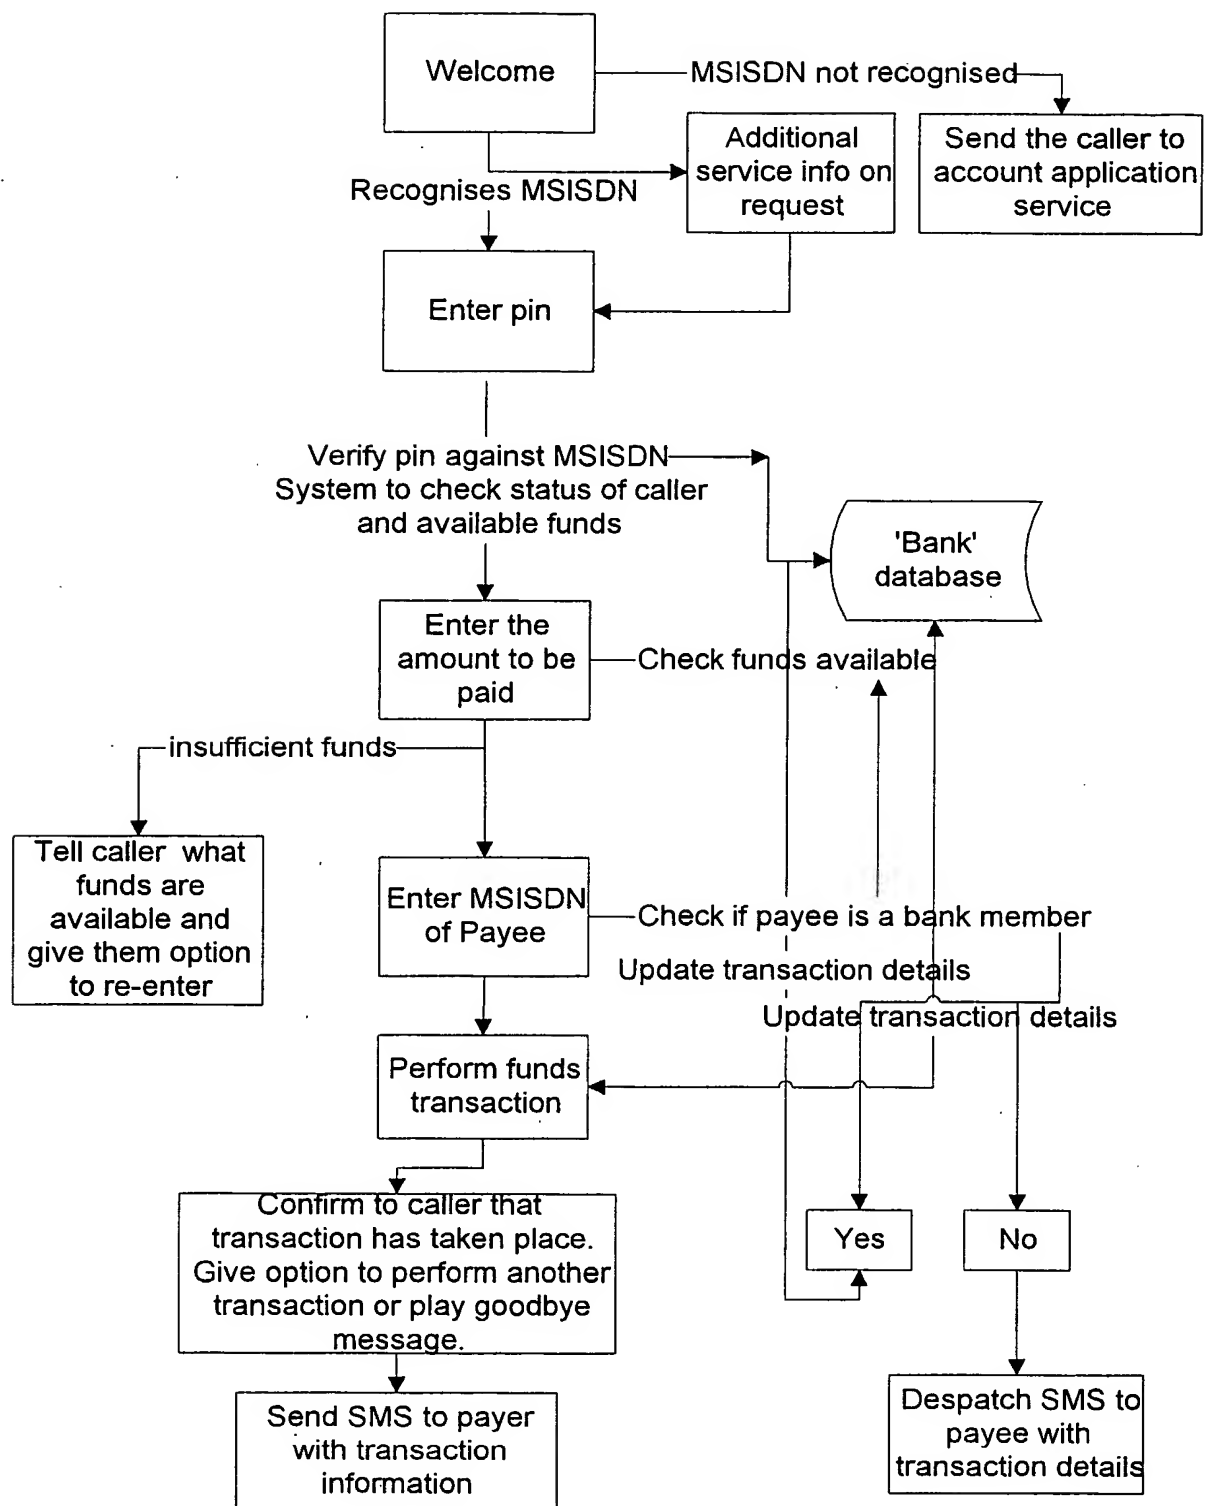 Welcome
MSISDN not recognised
Additional
service info on
request
Send the caller to
account application
service
Recognises MSISDN
Enter pin
Verify pin against MSISDN
System to check status of caller
and available funds
'Bank'
database
Enter the
amount to be
paid
Check funds available
insufficient funds
Tell caller what
funds are
available and
give them option
to re-enter
Enter MSISDN
of Payee
Check if payee is a bank member
Update transaction details
Update transaction details
Perform funds
transaction
Confirm to caller that
transaction has taken place.
Give option to perform another
transaction or play goodbye
message.
Yes
No
Send SMS to payer
with transaction
information
Despatch SMS to
payee with
transaction details